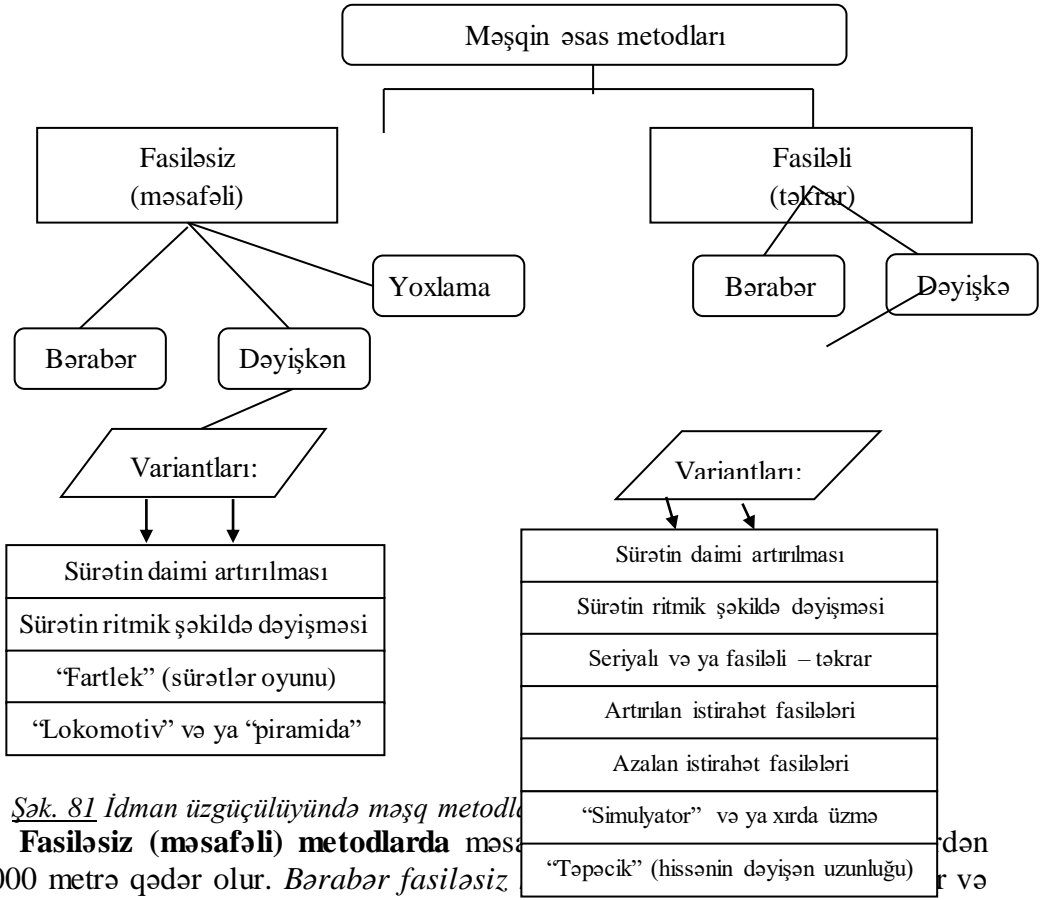 Məşqin əsas metodları
Fasiləsiz
(məsafəli)
Fasiləli
(təkrar)
Yoxlama
Bərabər
Dəyişkə
Bərabər
Dəyişkən
Variantları:
Variantları:
Sürətin daimi artırılması
Sürətin ritmik şəkildə dəyişməsi
“Fartlek” (sürətlər oyunu)
“Lokomotiv” və ya “piramida”
Sürətin daimi artırılması
Sürətin ritmik şəkildə dəyişməsi
Seriyalı və ya fasiləli – təkrar
Artırılan istirahət fasilələri
Azalan istirahət fasilələri
“Simulyator” və ya xırda üzmə
“Təpəcik” (hissənin dəyişən uzunluğu)
Şək. 81 İdman üzgüçülüyündə məşq
Fasiləsiz (məsafəli) metodlarda
metrə qədər olur. Bərabər fasiləsiz və